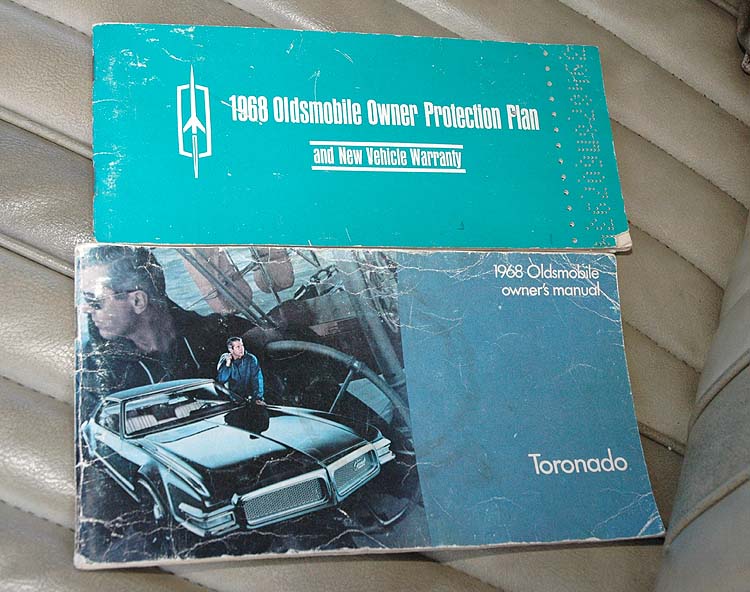 1968 Oldsmobile Owner Protection Plan
and New Vehicle Warranty
1968 Oldsmobile
owner's manual
Toronado